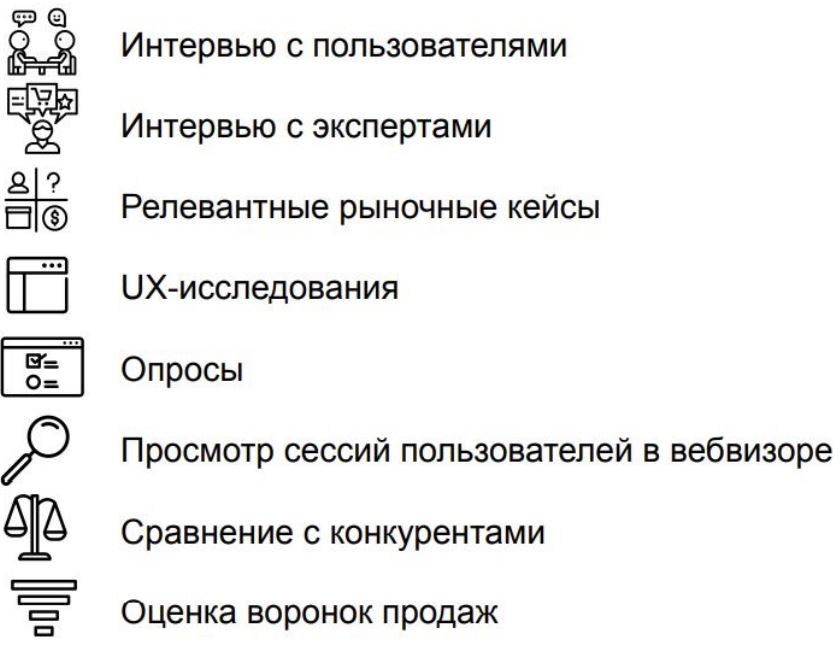 Интервью с пользователями
Интервью с экспертами
Релевантные рыночные кейсы
UX-исследования
Опросы
Просмотр сессий пользователей в вебвизоре
Сравнение с конкурентами
Оценка воронок продаж